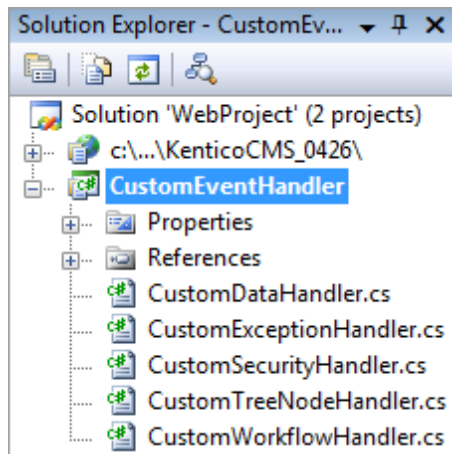 Solution Explorer - CustomEv...
Solution 'WebProject' (2 projects)
c:\...\KenticoCMS_0426\
CustomEventHandler
Properties
References
CustomDataHandler.cs
CustomExceptionHandler.cs
CustomSecurityHandler.cs
CustomTreeNodeHandler.cs
CustomWorkflowHandler.cs